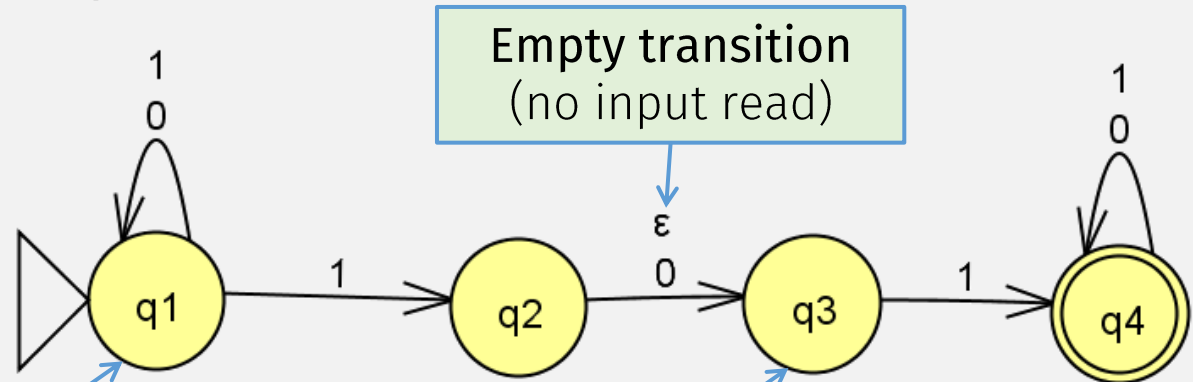 Empty transition
(no input read)
1
0
1
0
ε
0
1
1
q1
q2
q3
q4